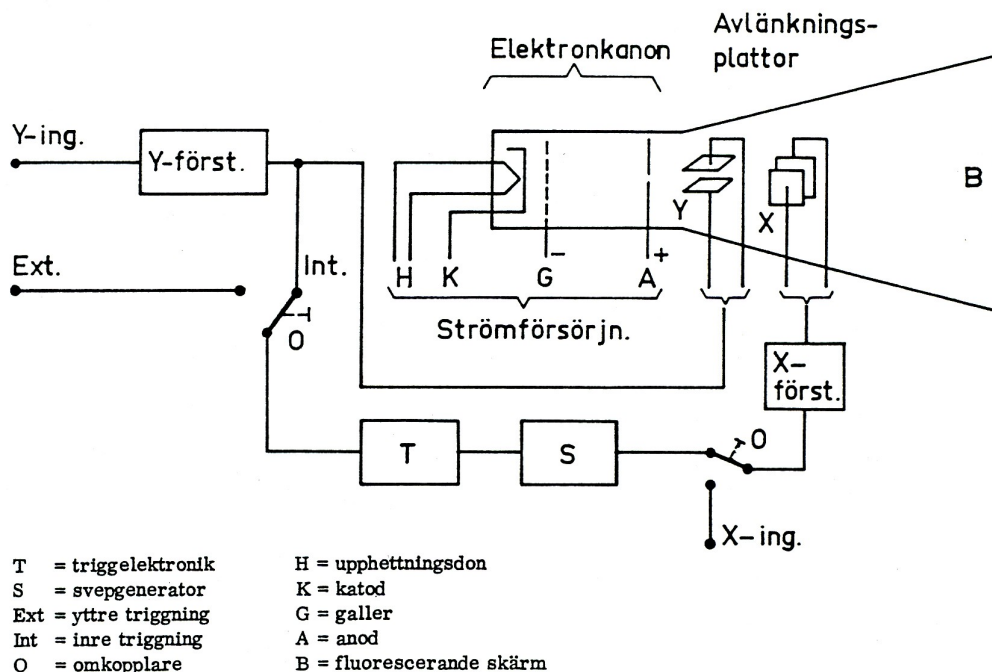 Avlänknings-
plattor
Elektronkanon
Y-ing.
Y-först.
B
Y
X
Ext.
Int.
H K G - A +
O
Strömförsörjn.
X-
först.
O
T
S
X-ing.
T = triggelektronik
S = svepgenerator
Ext = yttre triggning
Int = inre triggning
O = omkopplare
H = upphettningsdon
K = katod
G = galler
A = anod
B = fluorescerande skärm